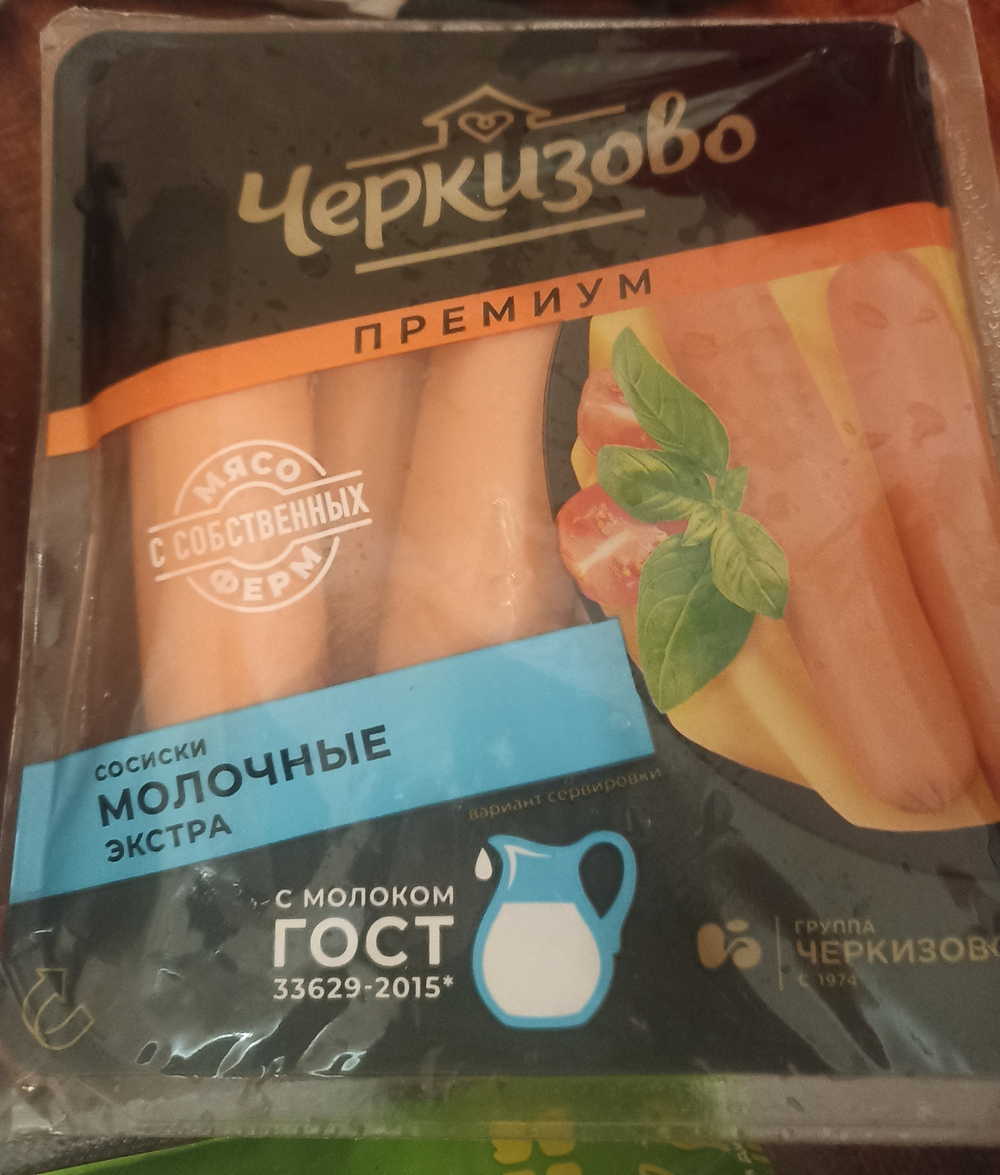 Черкизово
ПРЕМИУМ
МЯСО
С СОБСТВЕННЫХ
ФЕРМ
СОСИСКИ
МОЛОЧНЫЕ
ЭКСТРА
вариант сервировки
С МОЛОКОМ
ГОСТ
33629-2015*
ГРУППА
ЧЕРКИЗОВО
С 1974